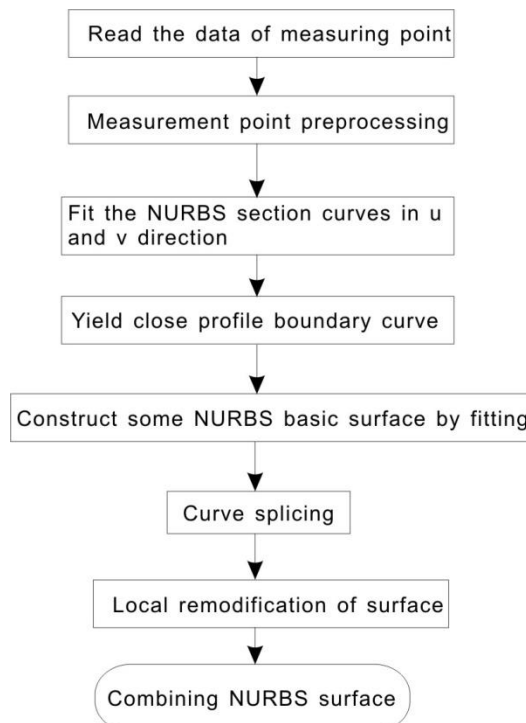 Read the data of measuring point
Measurement point preprocessing
Fit the NURBS section curves in u
and v direction
Yield close profile boundary curve
Construct some NURBS basic surface by fitting
Curve splicing
Local remodification of surface
Combining NURBS surface